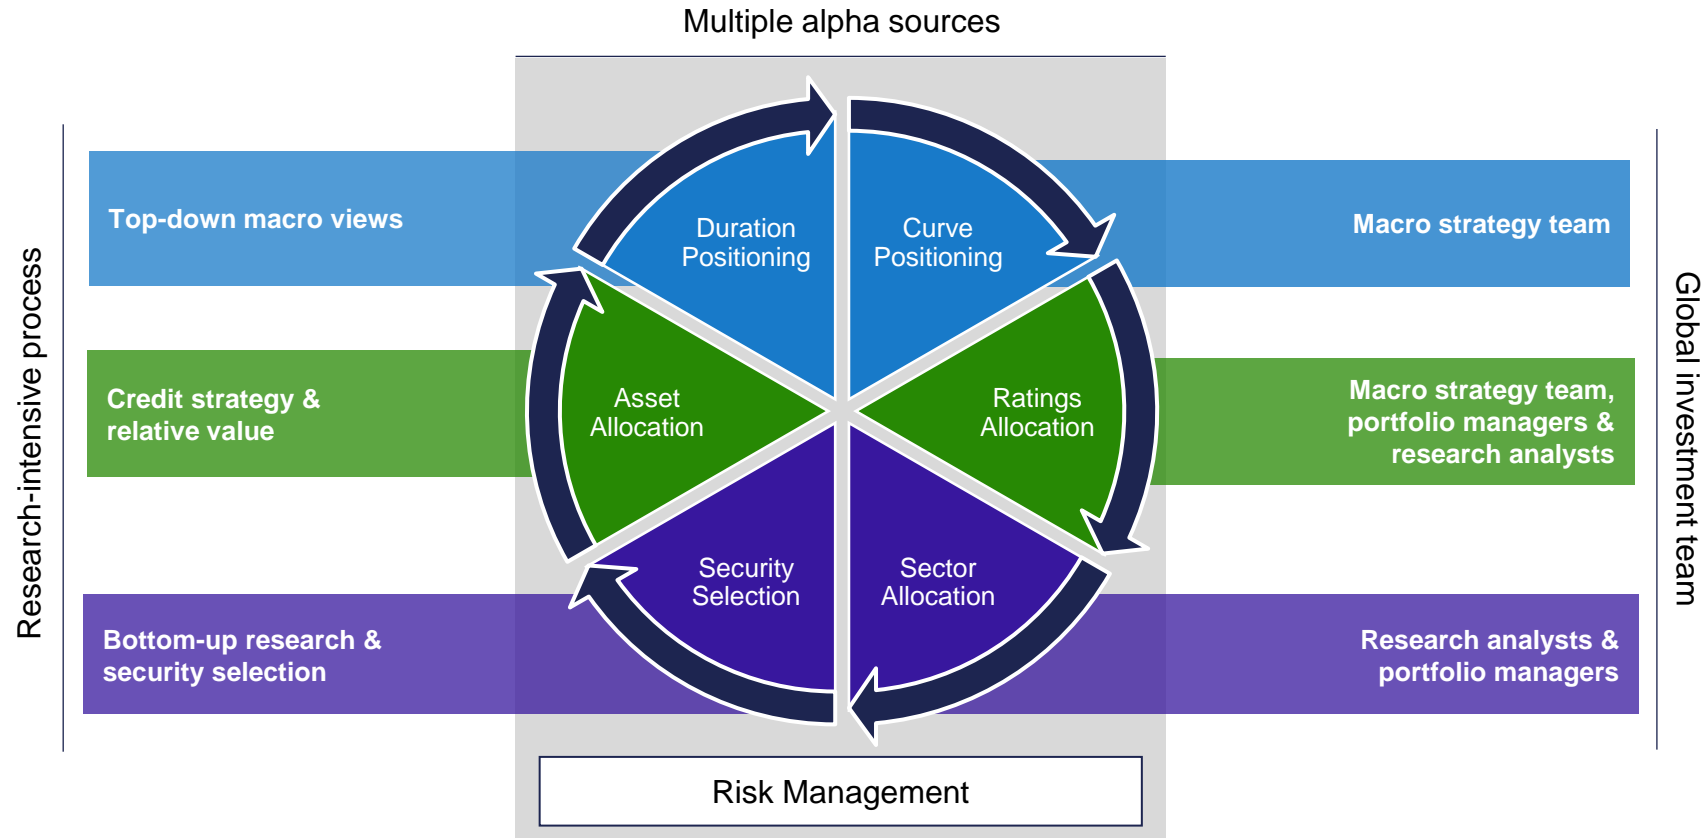 Multiple alpha sources
Research-intensive process
Top-down macro views
Duration
Positioning
Curve
Positioning
Macro strategy team
Credit strategy &
relative value
Asset
Allocation
Ratings
Allocation
Macro strategy team,
portfolio managers &
research analysts
Bottom-up research &
security selection
Security
Selection
Sector
Allocation
Research analysts &
portfolio managers
Global investment team
Risk Management